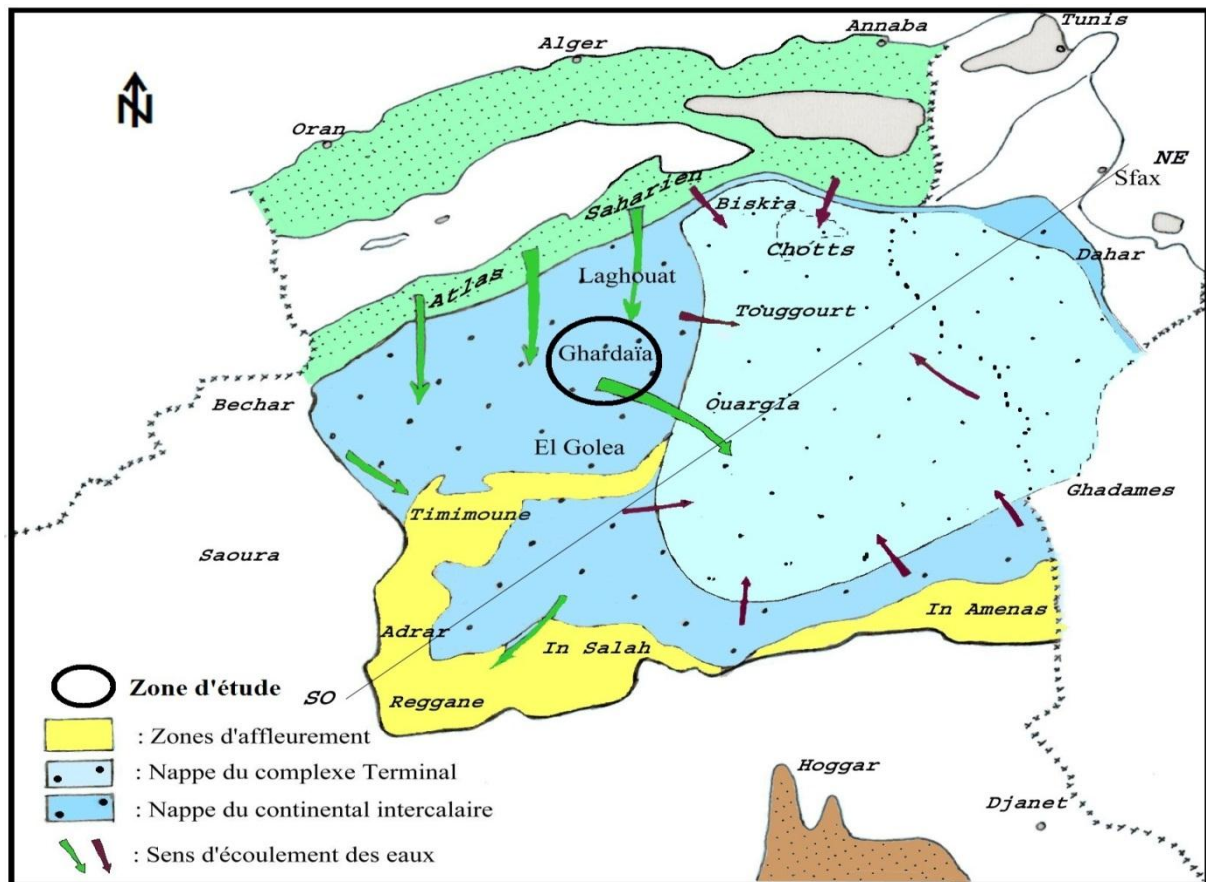 Tunis
Annaba
Alger
N
Oran
NE
Sfax
Saharien
Biskra
Chotts
Dahar
Atlas
Laghouat
Touggourt
Ghardaïa
Bechar
Ouargla
El Golea
Ghadames
Timimoune
Saoura
In Amenas
Adrar
In Salah
SO
Reggane
Zone d'étude
: Zones d'affleurement
: Nappe du complexe Terminal
: Nappe du continental intercalaire
: Sens d'écoulement des eaux
Hoggar
Djanet